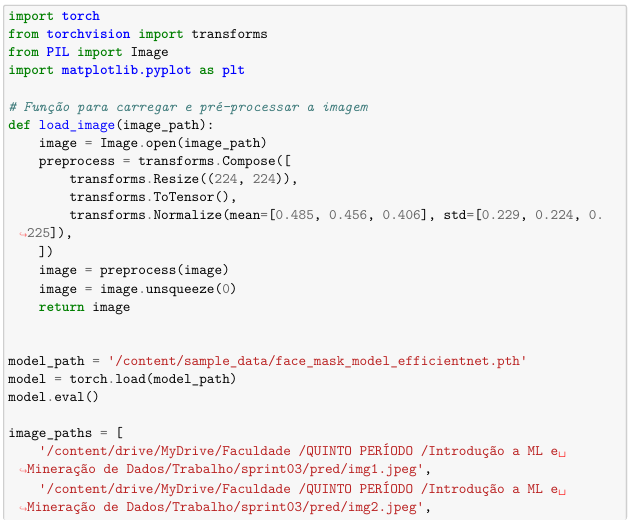 import torch
from torchvision import transforms
from PIL import Image
import matplotlib.pyplot as plt

# Função para carregar e pré-processar a imagem
def load_image(image_path):
    image = Image.open(image_path)
    preprocess = transforms.Compose([
        transforms.Resize((224, 224)),
        transforms.ToTensor(),
        transforms.Normalize(mean=[0.485, 0.456, 0.406], std=[0.229, 0.224, 0.
↪225]),
    ])
    image = preprocess(image)
    image = image.unsqueeze(0)
    return image


model_path = '/content/sample_data/face_mask_model_efficientnet.pth'
model = torch.load(model_path)
model.eval()

image_paths = [
    '/content/drive/MyDrive/Faculdade /QUINTO PERÍODO /Introdução a ML e␣
↪Mineração de Dados/Trabalho/sprint03/pred/img1.jpeg',
    '/content/drive/MyDrive/Faculdade /QUINTO PERÍODO /Introdução a ML e␣
↪Mineração de Dados/Trabalho/sprint03/pred/img2.jpeg',